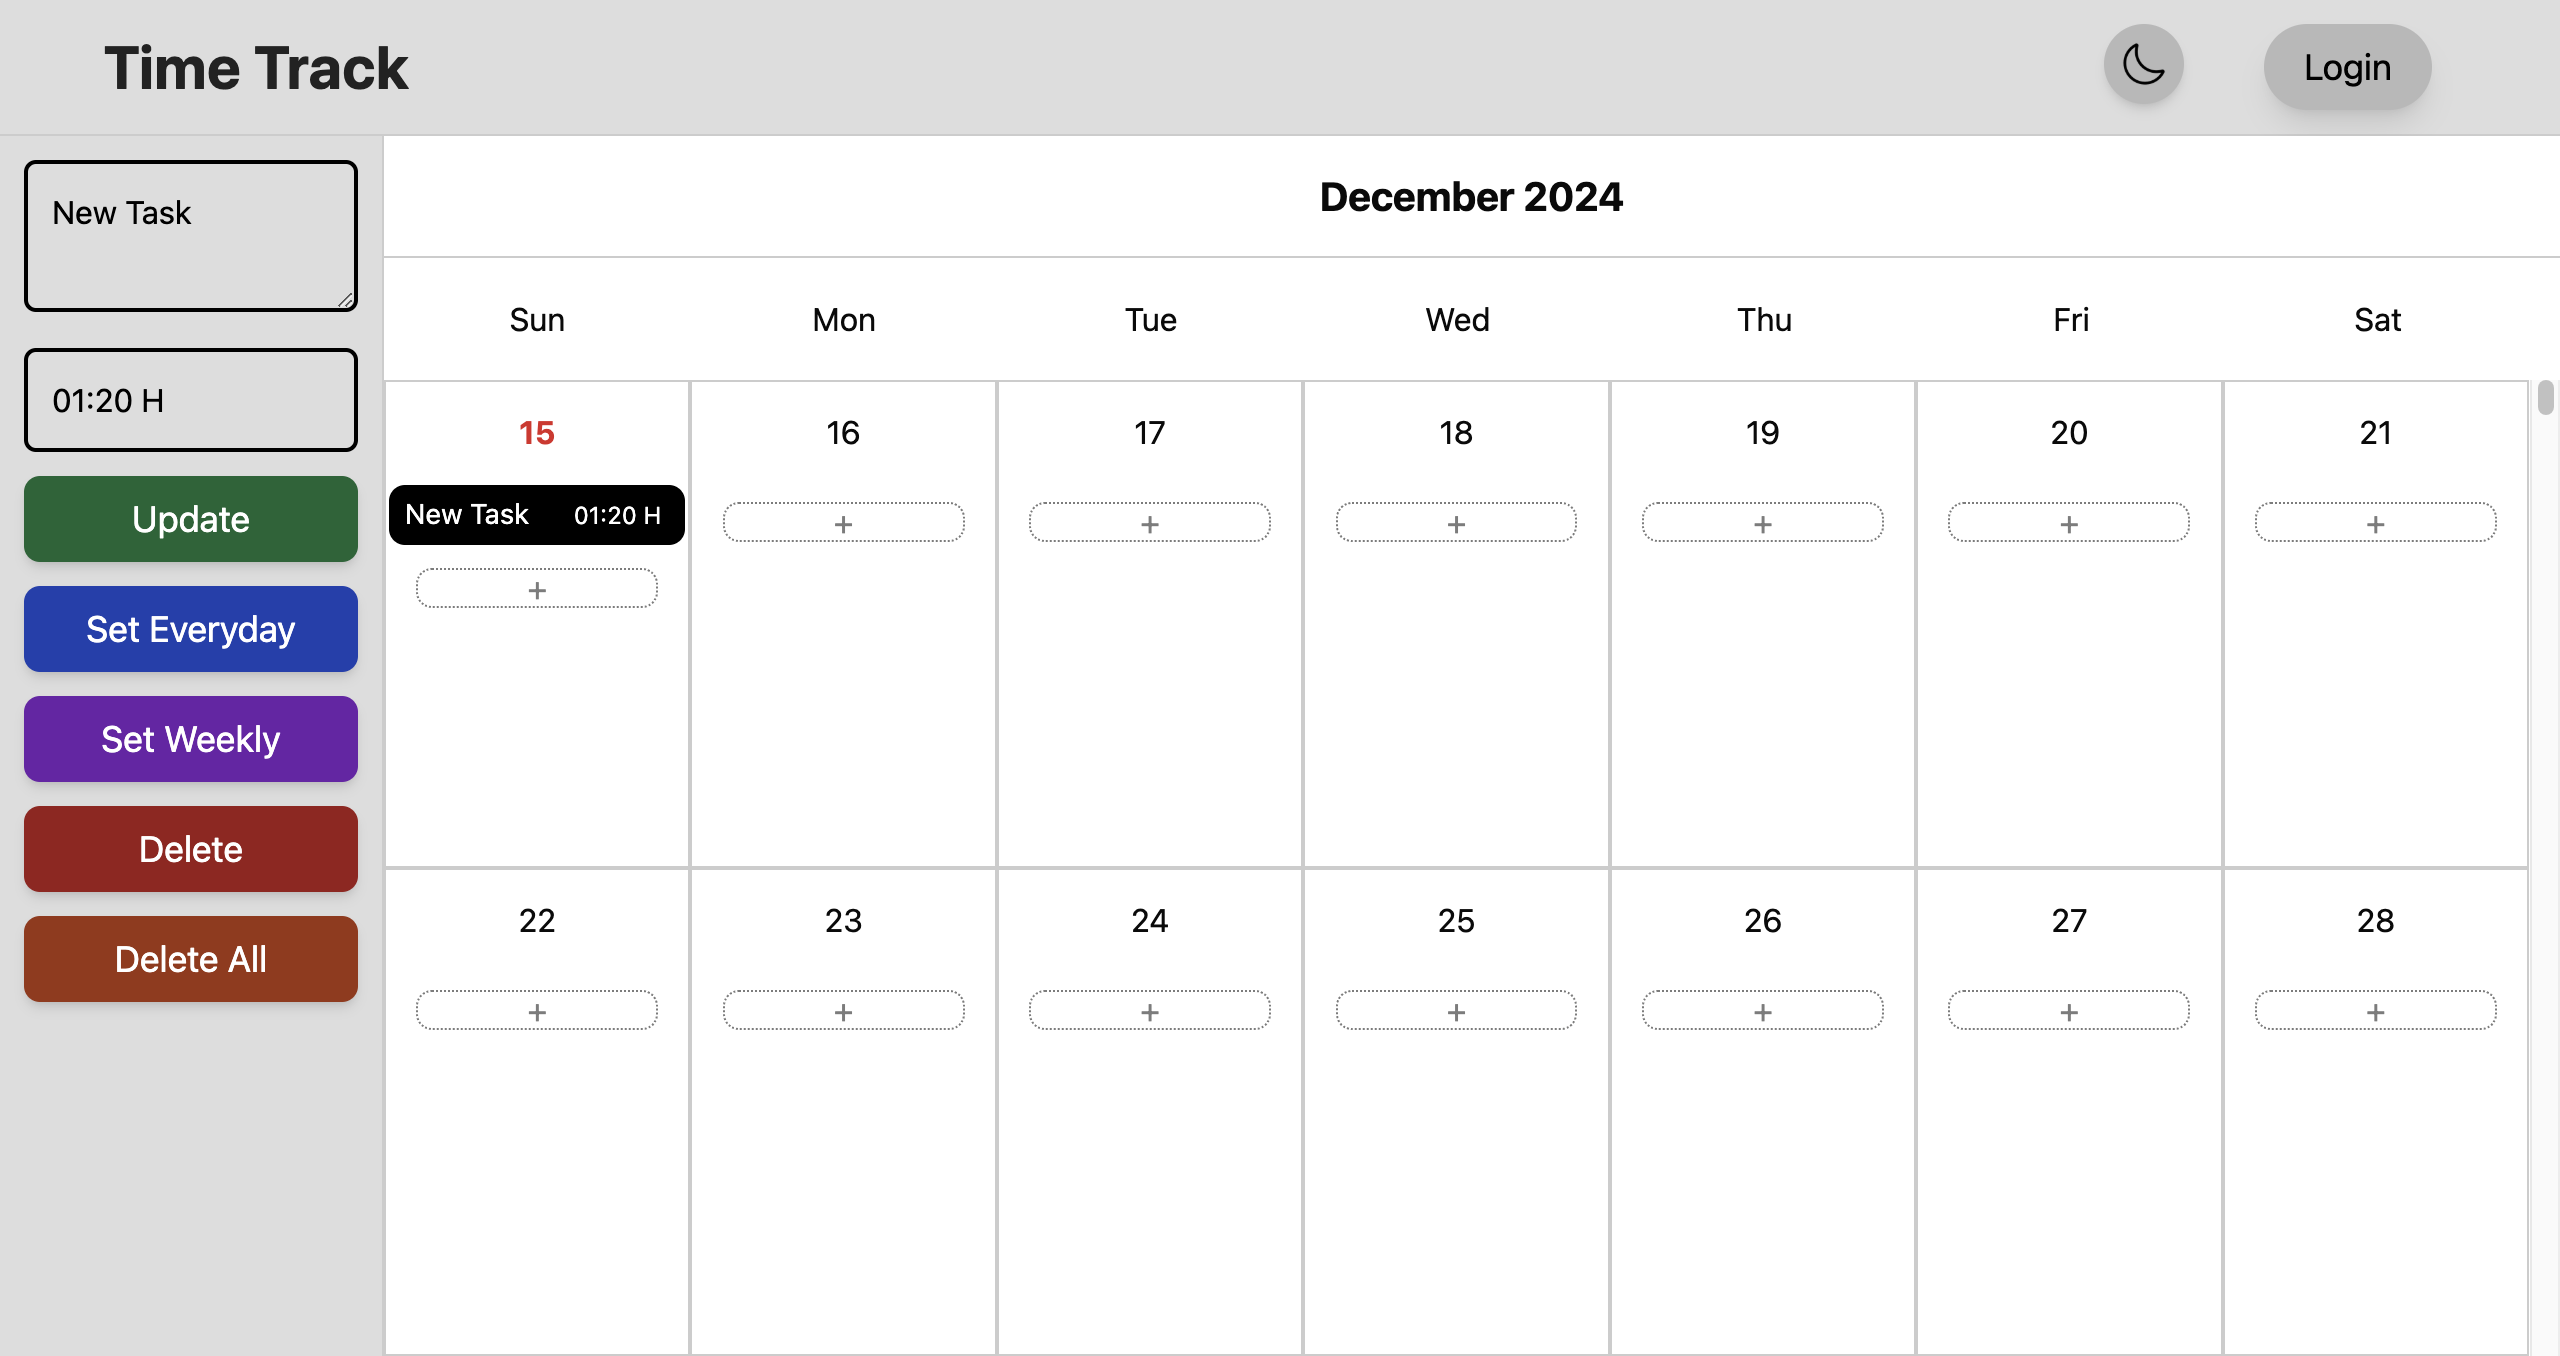 Time Track
Login
New Task
01:20 H
Update
Set Everyday
Set Weekly
Delete
Delete All
December 2024
Sun Mon Tue Wed Thu Fri Sat
15 16 17 18 19 20 21
New Task 01:20 H
+ + + + + +
+
22 23 24 25 26 27 28
+ + + + + + +